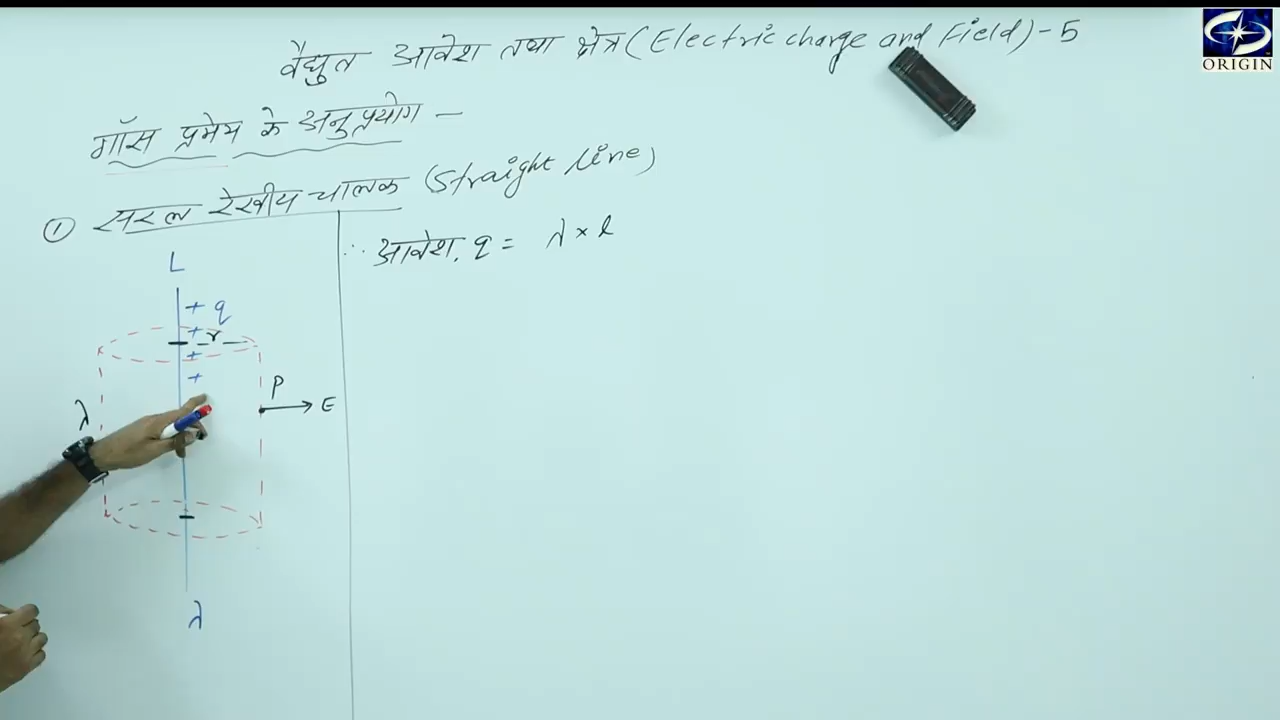 वैद्युत आवेश तथा क्षेत्र (Electric charge and Field) - 5
ORIGIN
गॉस प्रमेय के अनुप्रयोग —
① सरल रेखीय चालक (Straight line)
∴ आवेश, q = λ × l
L
+ q
+
r
+
+
P
E
λ
λ